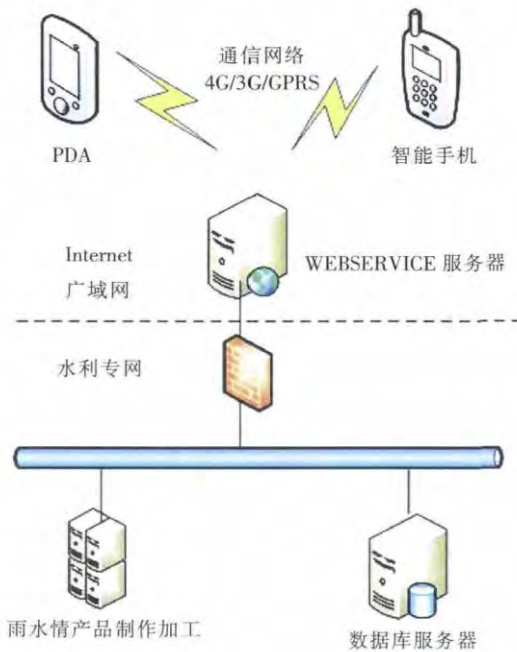 通信网络
4G/3G/GPRS
PDA
智能手机
Internet
广域网
WEBSERVICE 服务器
水利专网
雨水情产品制作加工
数据库服务器